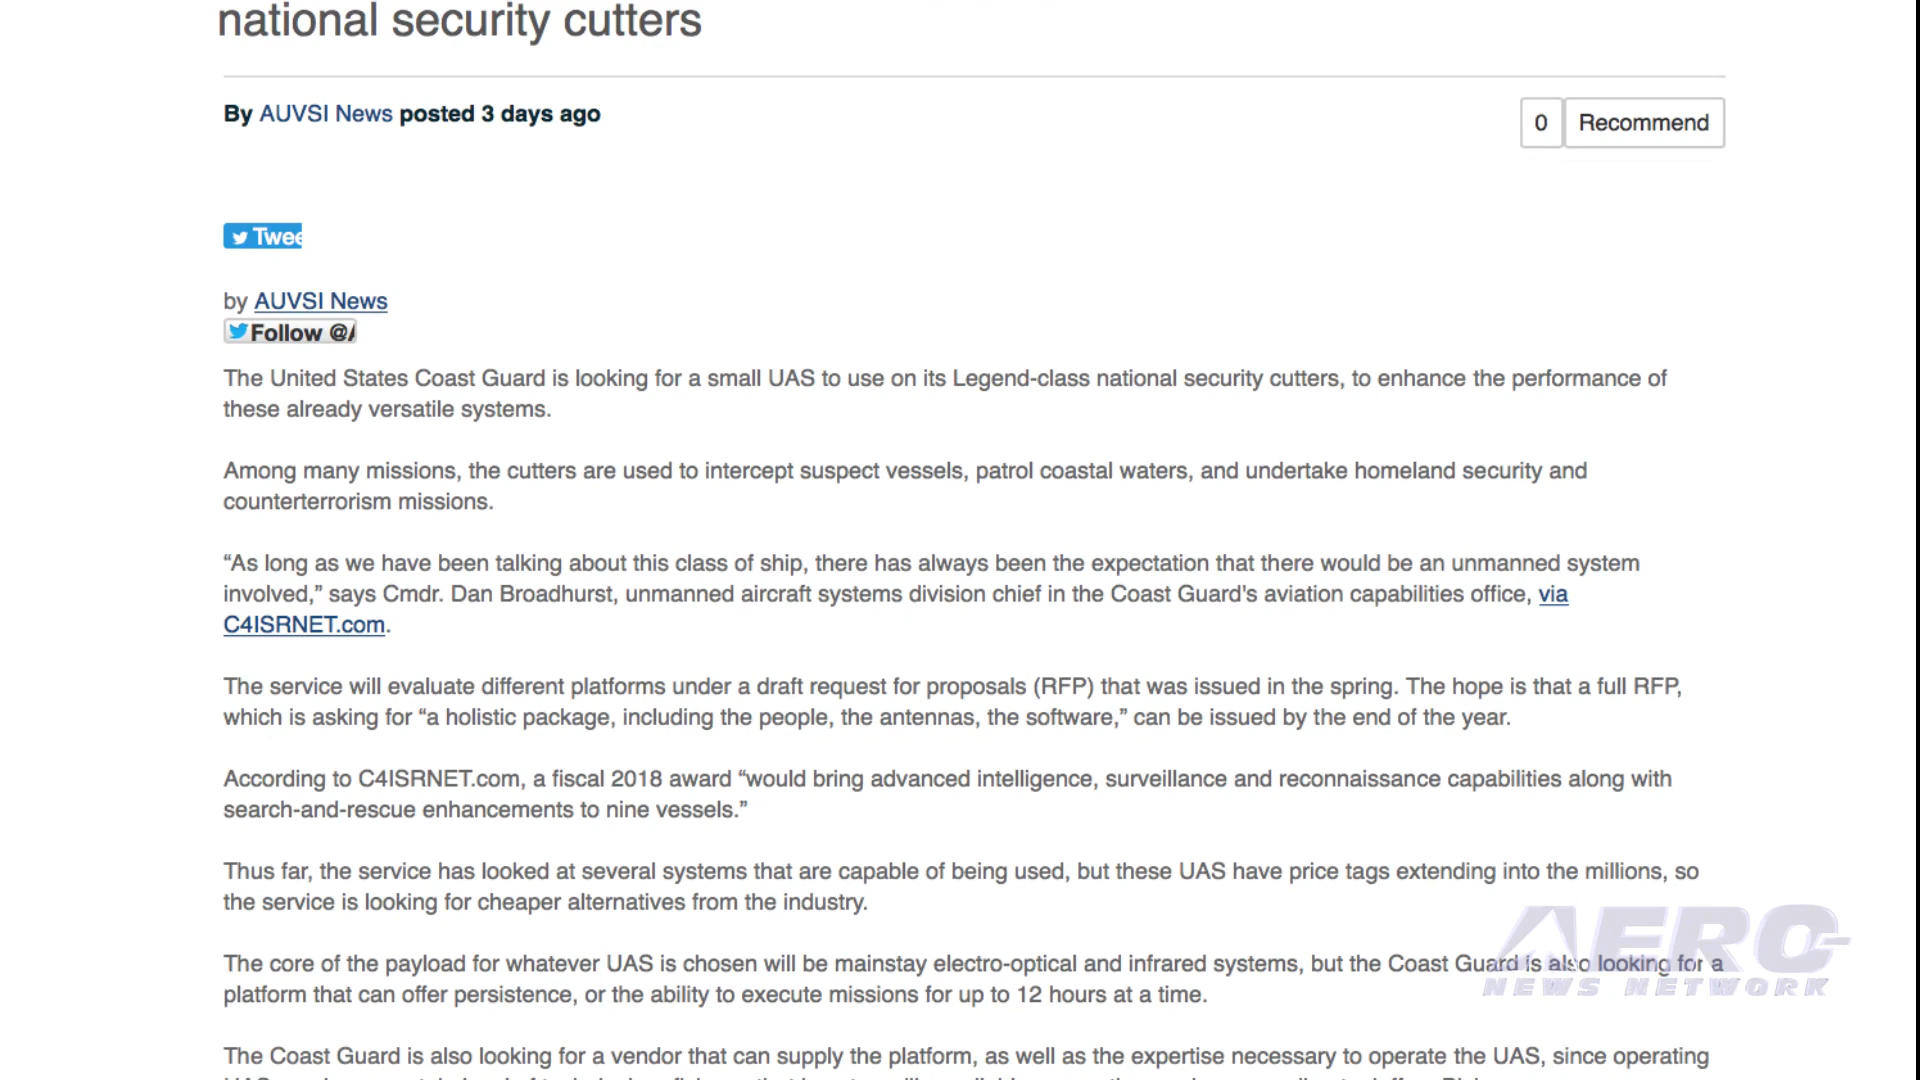 national security cutters
By AUVSI News posted 3 days ago
0 Recommend
Twee
by AUVSI News
Follow @A
The United States Coast Guard is looking for a small UAS to use on its Legend-class national security cutters, to enhance the performance of
these already versatile systems.
Among many missions, the cutters are used to intercept suspect vessels, patrol coastal waters, and undertake homeland security and
counterterrorism missions.
“As long as we have been talking about this class of ship, there has always been the expectation that there would be an unmanned system
involved,” says Cmdr. Dan Broadhurst, unmanned aircraft systems division chief in the Coast Guard's aviation capabilities office, via
C4ISRNET.com.
The service will evaluate different platforms under a draft request for proposals (RFP) that was issued in the spring. The hope is that a full RFP,
which is asking for “a holistic package, including the people, the antennas, the software,” can be issued by the end of the year.
According to C4ISRNET.com, a fiscal 2018 award “would bring advanced intelligence, surveillance and reconnaissance capabilities along with
search-and-rescue enhancements to nine vessels.”
Thus far, the service has looked at several systems that are capable of being used, but these UAS have price tags extending into the millions, so
the service is looking for cheaper alternatives from the industry.
The core of the payload for whatever UAS is chosen will be mainstay electro-optical and infrared systems, but the Coast Guard is also looking for a
platform that can offer persistence, or the ability to execute missions for up to 12 hours at a time.
AERO-
NEWS NETWORK
The Coast Guard is also looking for a vendor that can supply the platform, as well as the expertise necessary to operate the UAS, since operating